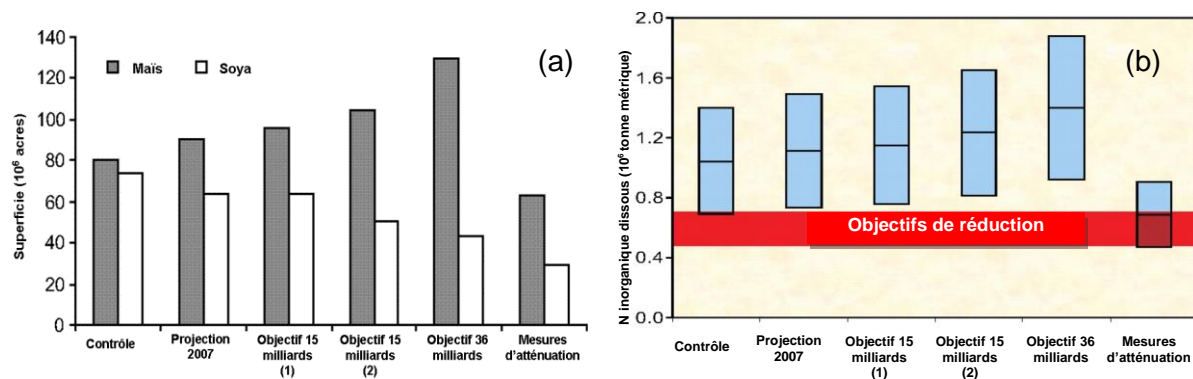 Superficie (10⁶ acres)
140
120
100
80
60
40
20
0
Maïs
Soya
(a)
Contrôle
Projection
2007
Objectif 15
milliards
(1)
Objectif 15
milliards
(2)
Objectif 36
milliards
Mesures
d'atténuation
N inorganique dissous (10⁶ tonne métrique)
2.0
1.6
1.2
0.8
0.4
0.0
(b)
Objectifs de réduction
Contrôle
Projection
2007
Objectif 15
milliards
(1)
Objectif 15
milliards
(2)
Objectif 36
milliards
Mesures
d'atténuation